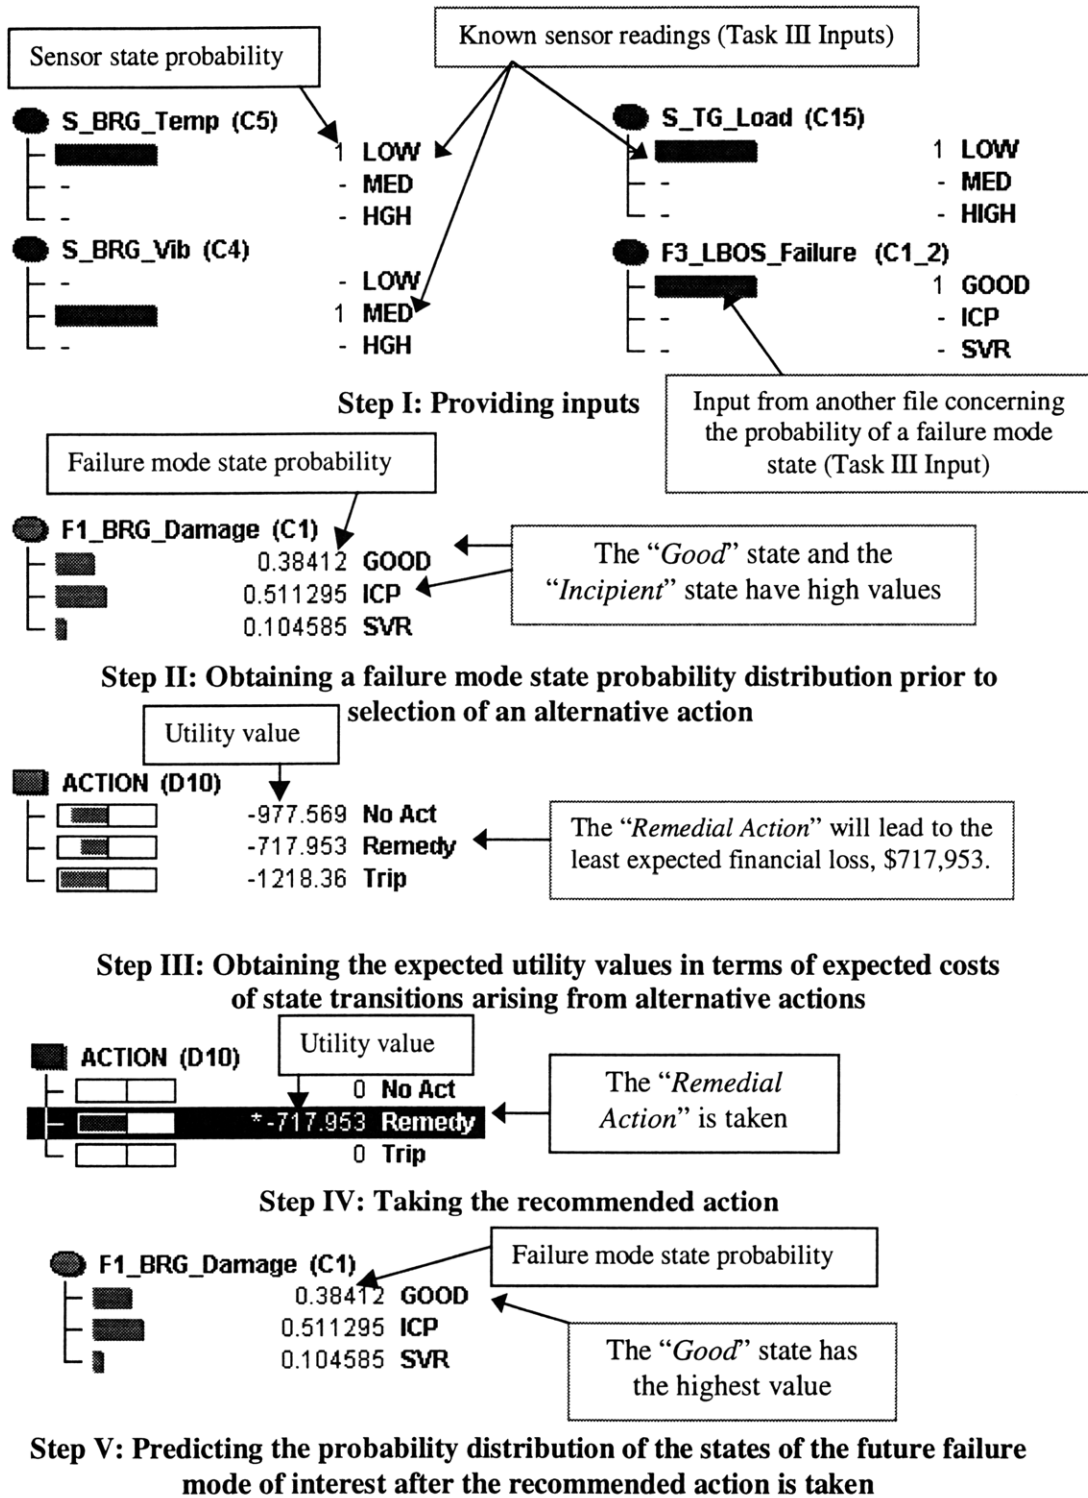 Sensor state probability
Known sensor readings (Task III Inputs)
S_BRG_Temp (C5)
1 LOW
- - MED
- - HGH
S_BRG_Vib (C4)
- - LOW
1 MED
- - HGH
S_TG_Load (C15)
1 LOW
- - MED
- - HIGH
F3_LBOS_Failure (C1_2)
1 GOOD
- - ICP
- - SVR
Step I: Providing inputs
Input from another file concerning
the probability of a failure mode
state (Task III Input)
Failure mode state probability
F1_BRG_Damage (C1)
0.38412 GOOD
0.511295 ICP
0.104585 SVR
The “Good” state and the
“Incipient” state have high values
Step II: Obtaining a failure mode state probability distribution prior to
selection of an alternative action
Utility value
ACTION (D10)
-977.569 No Act
-717.953 Remedy
-1218.36 Trip
The “Remedial Action” will lead to the
least expected financial loss, $717,953.
Step III: Obtaining the expected utility values in terms of expected costs
of state transitions arising from alternative actions
Utility value
ACTION (D10)
0 No Act
*-717.953 Remedy
0 Trip
The “Remedial
Action” is taken
Step IV: Taking the recommended action
Failure mode state probability
F1_BRG_Damage (C1)
0.38412 GOOD
0.511295 ICP
0.104585 SVR
The “Good” state has
the highest value
Step V: Predicting the probability distribution of the states of the future failure
mode of interest after the recommended action is taken